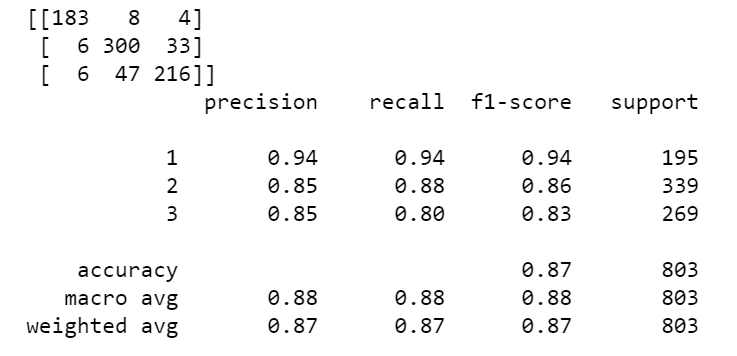 [[183   8   4]
 [  6 300  33]
 [  6  47 216]]
              precision    recall  f1-score   support
           1       0.94      0.94      0.94       195
           2       0.85      0.88      0.86       339
           3       0.85      0.80      0.83       269
    accuracy                           0.87       803
   macro avg       0.88      0.88      0.88       803
weighted avg       0.87      0.87      0.87       803